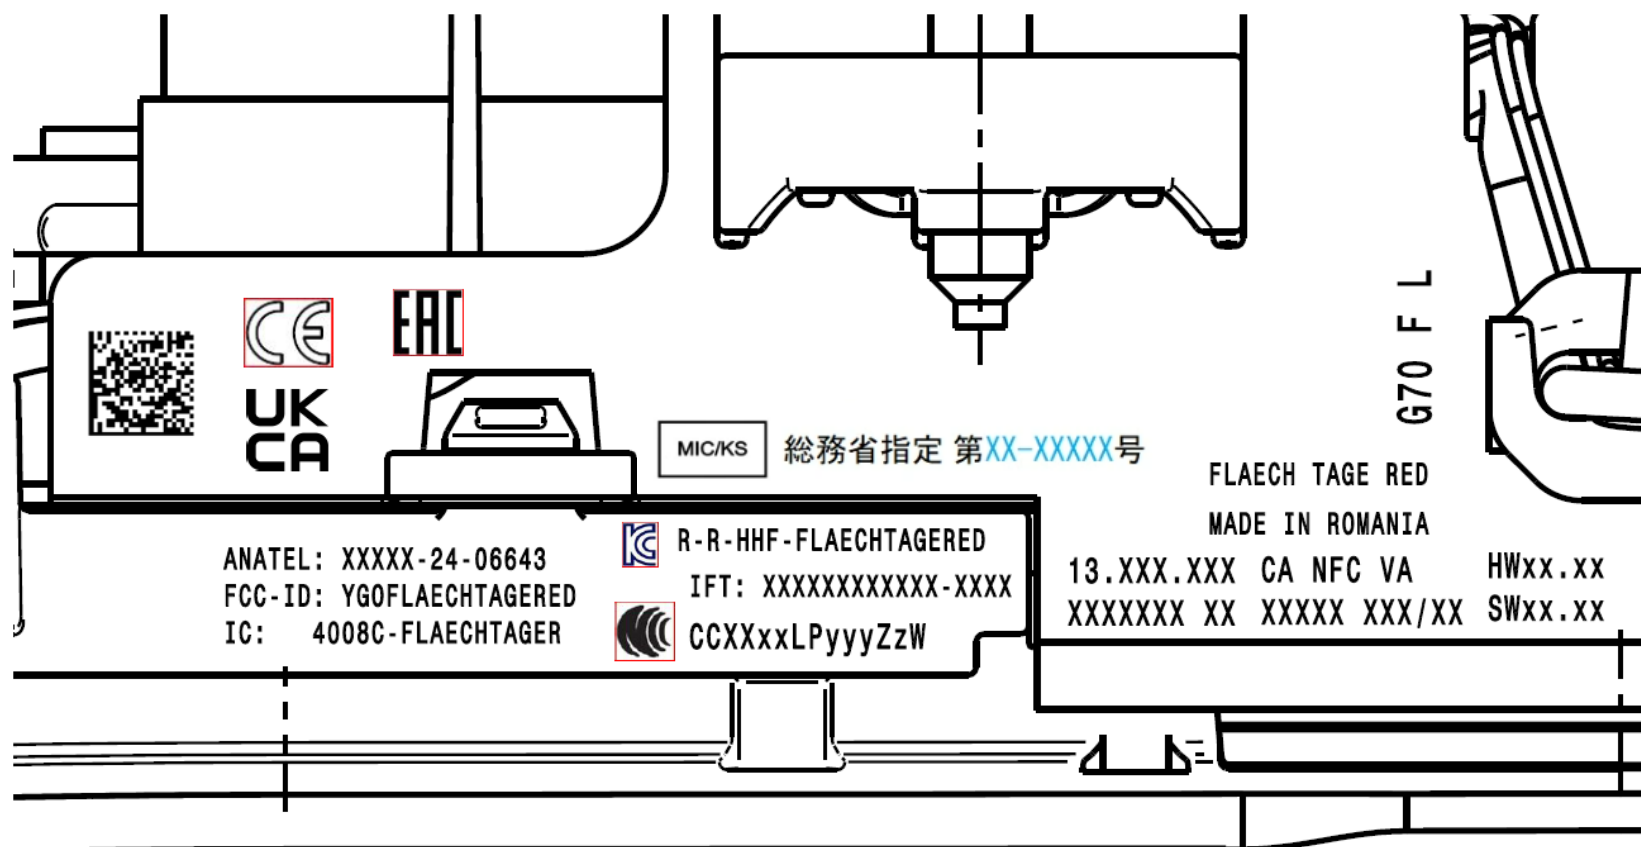 CE
EAC
UK
CA
MIC/KS 総務省指定 第XX-XXXXX号
G70 F L
FLAECH TAGE RED
MADE IN ROMANIA
13.XXX.XXX CA NFC VA HWxx.xx
XXXXXXX XX XXXXX XXX/XX SWxx.xx
KC R-R-HHF-FLAECHTAGERED
IFT: XXXXXXXXXXXX-XXXX
CCXXxxLPyyyZzW
ANATEL: XXXXX-24-06643
FCC-ID: YGOFLAECHTAGERED
IC: 4008C-FLAECHTAGER